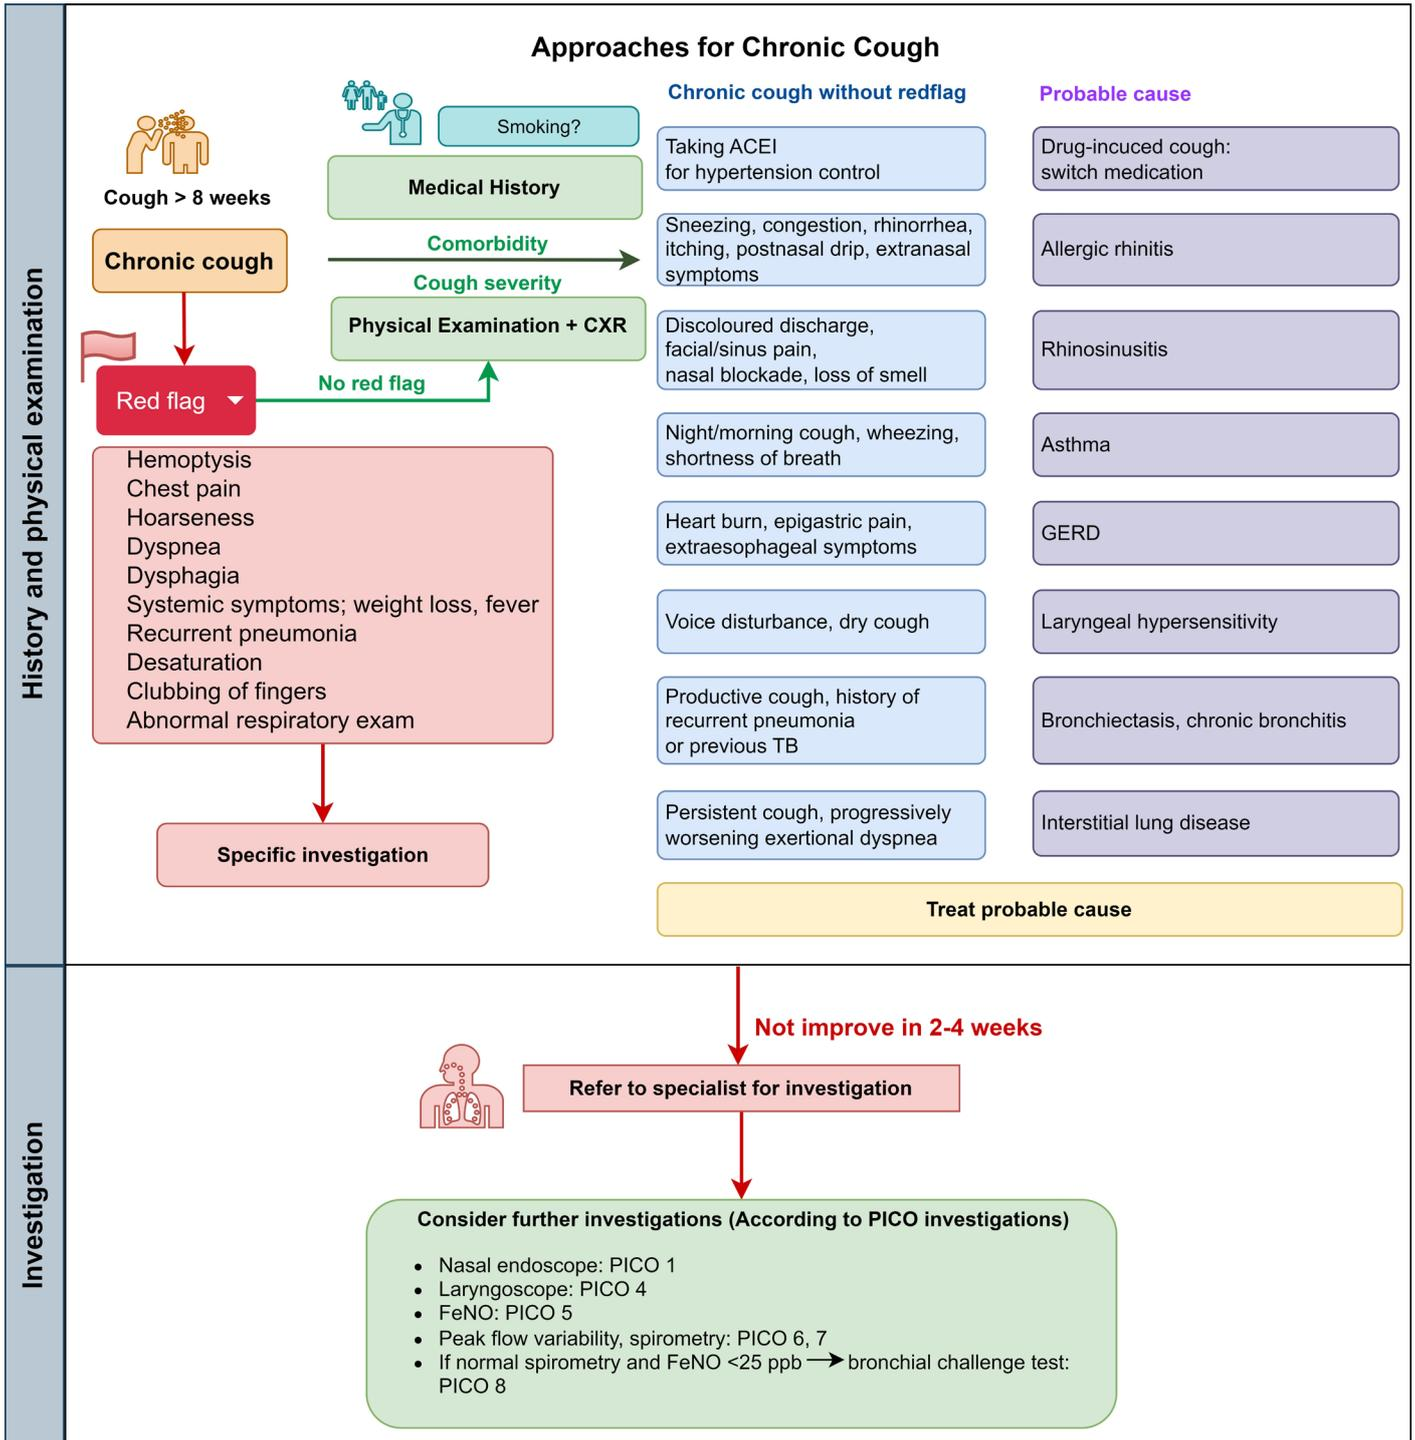 Approaches for Chronic Cough
History and physical examination
Cough > 8 weeks
Chronic cough
Red flag
No red flag
Hemoptysis
Chest pain
Hoarseness
Dyspnea
Dysphagia
Systemic symptoms; weight loss, fever
Recurrent pneumonia
Desaturation
Clubbing of fingers
Abnormal respiratory exam
Specific investigation
Smoking?
Medical History
Comorbidity
Cough severity
Physical Examination + CXR
Chronic cough without redflag
Probable cause
Taking ACEI
for hypertension control
Drug-incuced cough:
switch medication
Sneezing, congestion, rhinorrhea,
itching, postnasal drip, extranasal
symptoms
Allergic rhinitis
Discoloured discharge,
facial/sinus pain,
nasal blockade, loss of smell
Rhinosinusitis
Night/morning cough, wheezing,
shortness of breath
Asthma
Heart burn, epigastric pain,
extraesophageal symptoms
GERD
Voice disturbance, dry cough
Laryngeal hypersensitivity
Productive cough, history of
recurrent pneumonia
or previous TB
Bronchiectasis, chronic bronchitis
Persistent cough, progressively
worsening exertional dyspnea
Interstitial lung disease
Treat probable cause
Investigation
Not improve in 2-4 weeks
Refer to specialist for investigation
Consider further investigations (According to PICO investigations)
• Nasal endoscope: PICO 1
• Laryngoscope: PICO 4
• FeNO: PICO 5
• Peak flow variability, spirometry: PICO 6, 7
• If normal spirometry and FeNO <25 ppb → bronchial challenge test:
PICO 8